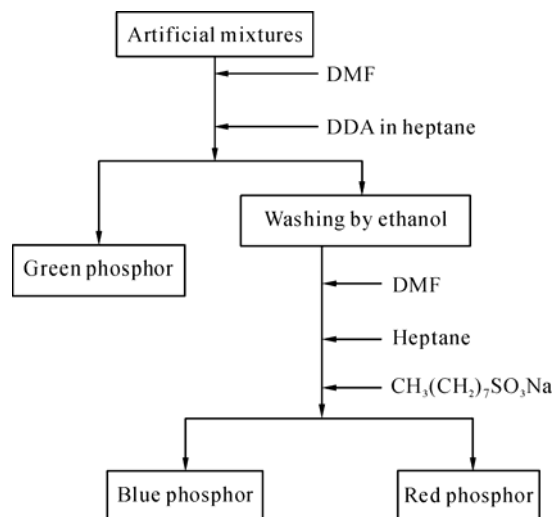 Artificial mixtures
DMF
DDA in heptane
Washing by ethanol
Green phosphor
DMF
Heptane
CH₃(CH₂)₇SO₃Na
Blue phosphor
Red phosphor